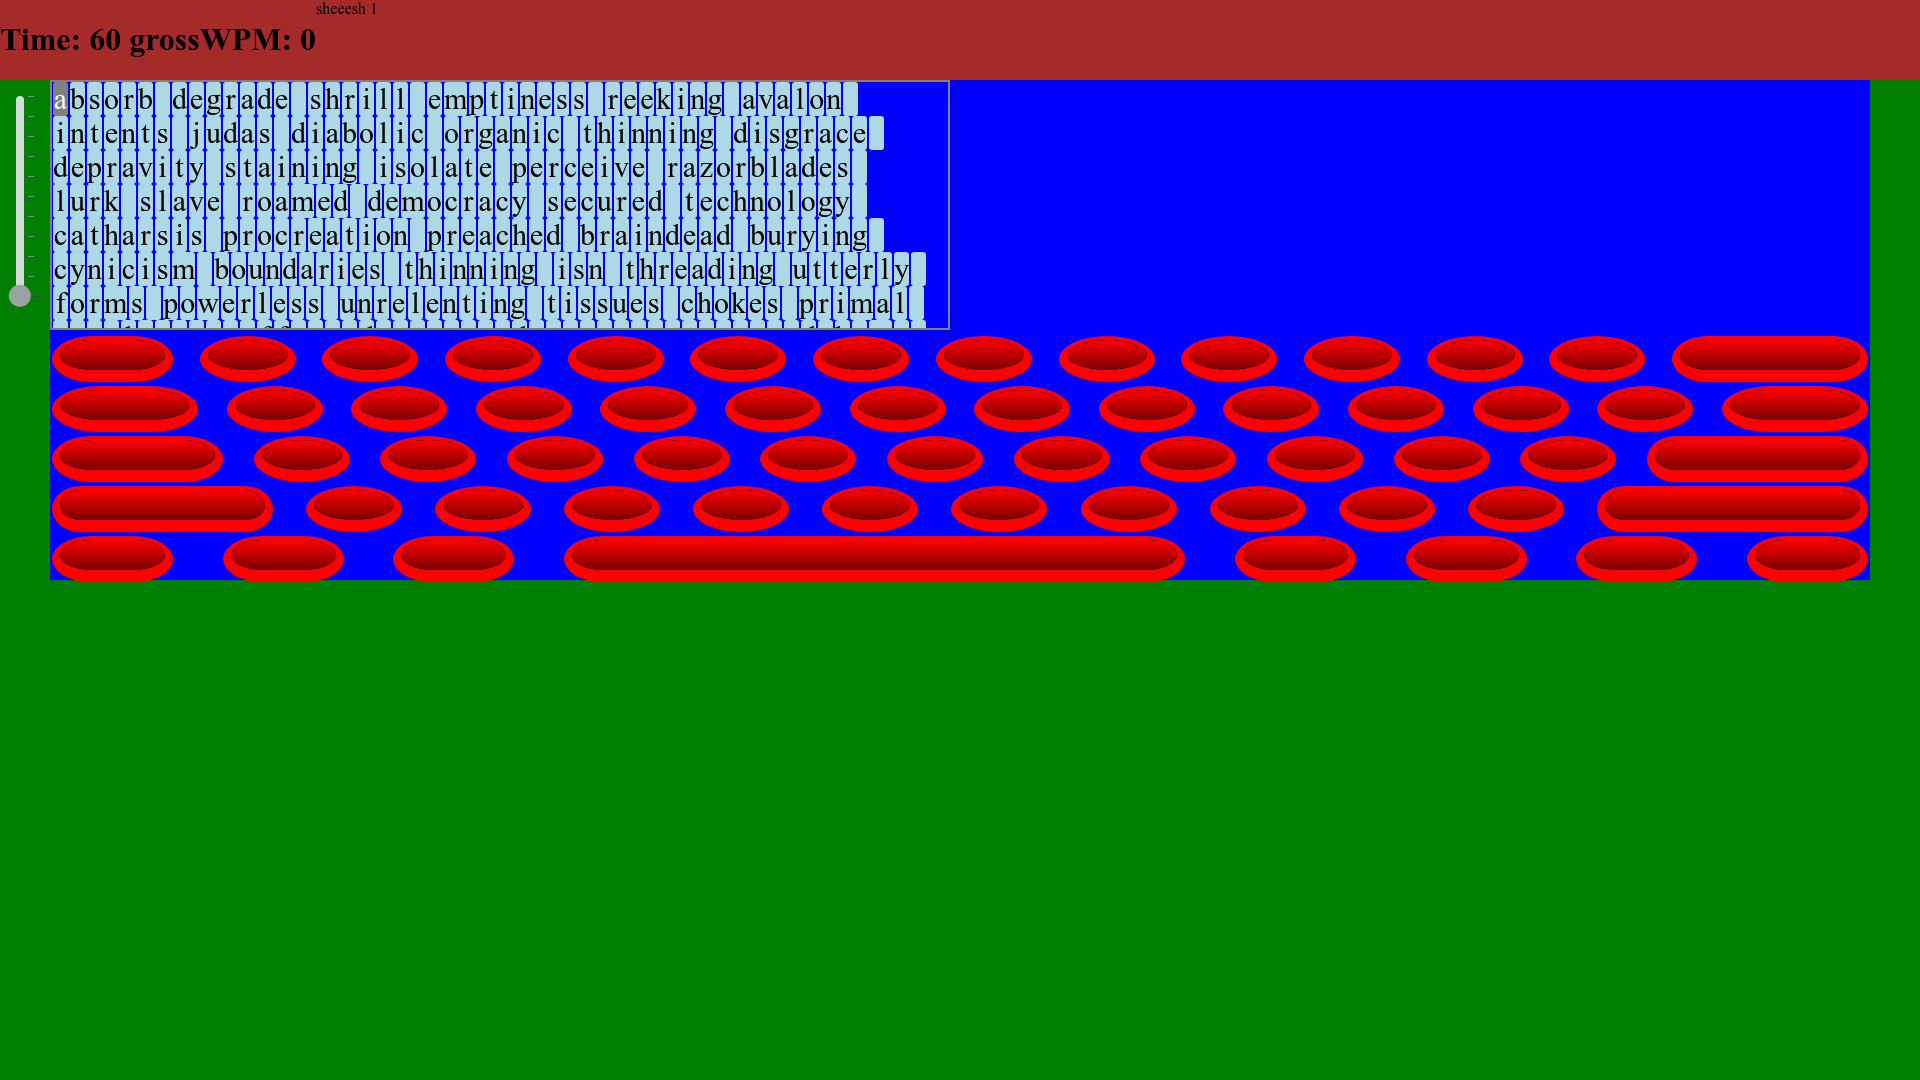 sheeesh 1
Time: 60 grossWPM: 0
absorb degrade shrill emptiness reeking avalon
intents judas diabolic organic thinning disgrace
depravity staining isolate perceive razorblades
lurk slave roamed democracy secured technology
catharsis procreation preached braindead burying
cynicism boundaries thinning isn threading utterly
forms powerless unrelenting tissues chokes primal